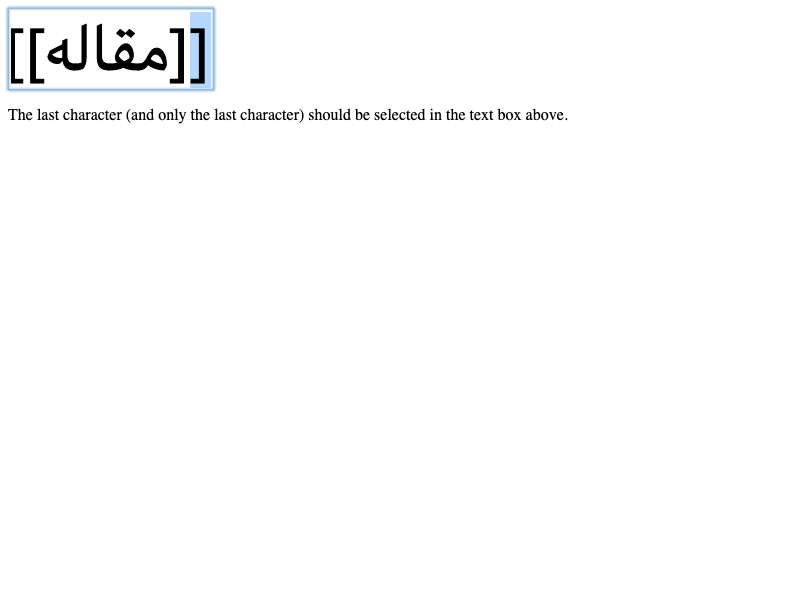 [[مقاله]]
The last character (and only the last character) should be selected in the text box above.